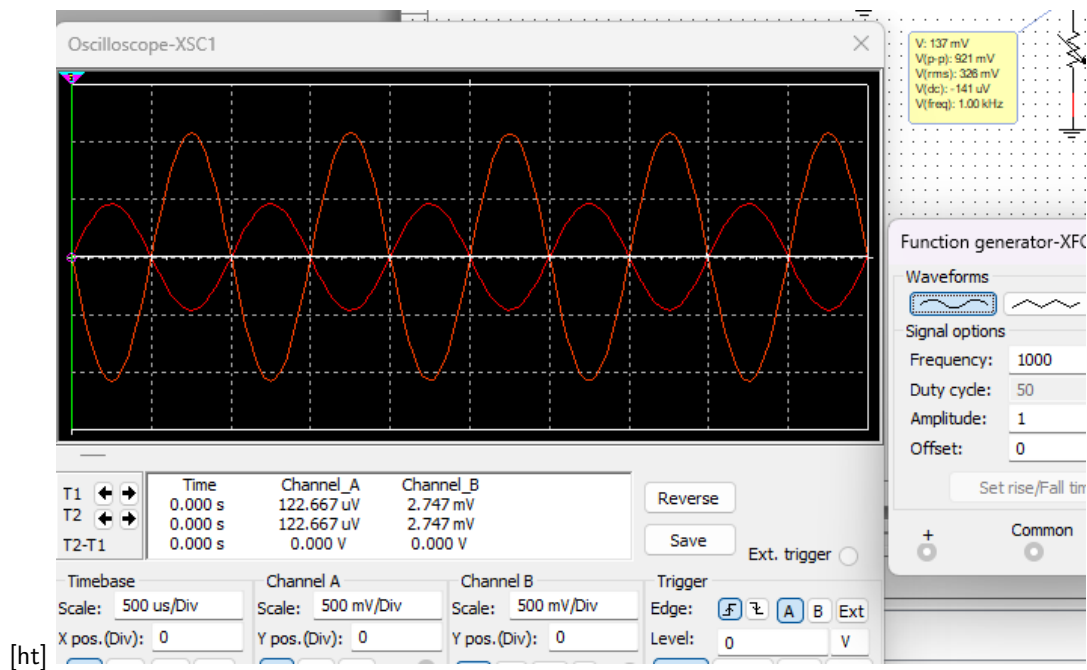 Oscilloscope-XSC1
V: 137 mV
V(p-p): 921 mV
V(rms): 326 mV
V(dc): -141 uV
V(freq): 1.00 kHz
Function generator-XFC
Waveforms
Signal options
Frequency: 1000
Duty cycle: 50
Amplitude: 1
Offset: 0
Set rise/Fall tim
+ Common
Time Channel_A Channel_B
T1 0.000 s 122.667 uV 2.747 mV
T2 0.000 s 122.667 uV 2.747 mV
T2-T1 0.000 s 0.000 V 0.000 V
Reverse
Save
Ext. trigger
Timebase Channel A Channel B Trigger
Scale: 500 us/Div Scale: 500 mV/Div Scale: 500 mV/Div Edge: A B Ext
X pos.(Div): 0 Y pos.(Div): 0 Y pos.(Div): 0 Level: 0 V
[ht]